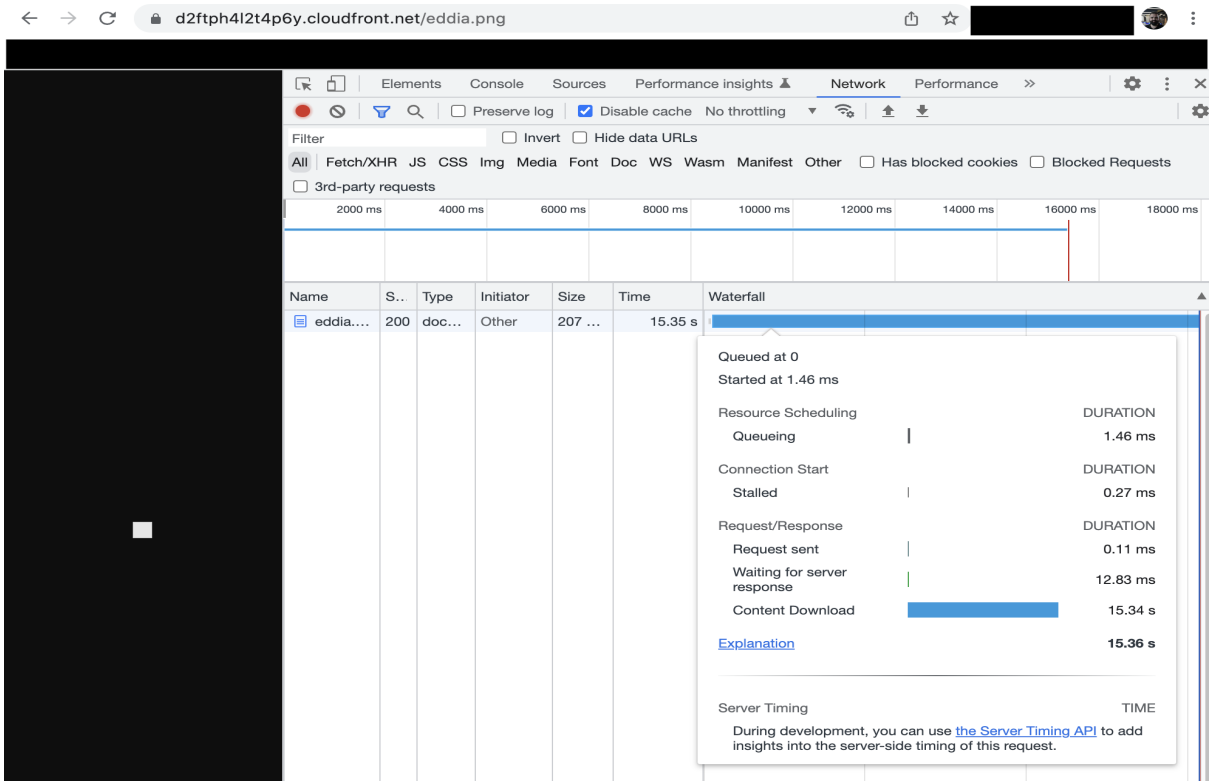 d2ftph4l2t4p6y.cloudfront.net/eddia.png
Elements Console Sources Performance insights Network Performance »
Preserve log Disable cache No throttling
Filter Invert Hide data URLs
All Fetch/XHR JS CSS Img Media Font Doc WS Wasm Manifest Other Has blocked cookies Blocked Requests
3rd-party requests
2000 ms 4000 ms 6000 ms 8000 ms 10000 ms 12000 ms 14000 ms 16000 ms 18000 ms
Name S... Type Initiator Size Time Waterfall
eddia.... 200 doc... Other 207 ... 15.35 s
Queued at 0
Started at 1.46 ms
Resource Scheduling DURATION
Queueing 1.46 ms
Connection Start DURATION
Stalled 0.27 ms
Request/Response DURATION
Request sent 0.11 ms
Waiting for server
response 12.83 ms
Content Download 15.34 s
Explanation 15.36 s
Server Timing TIME
During development, you can use the Server Timing API to add
insights into the server-side timing of this request.